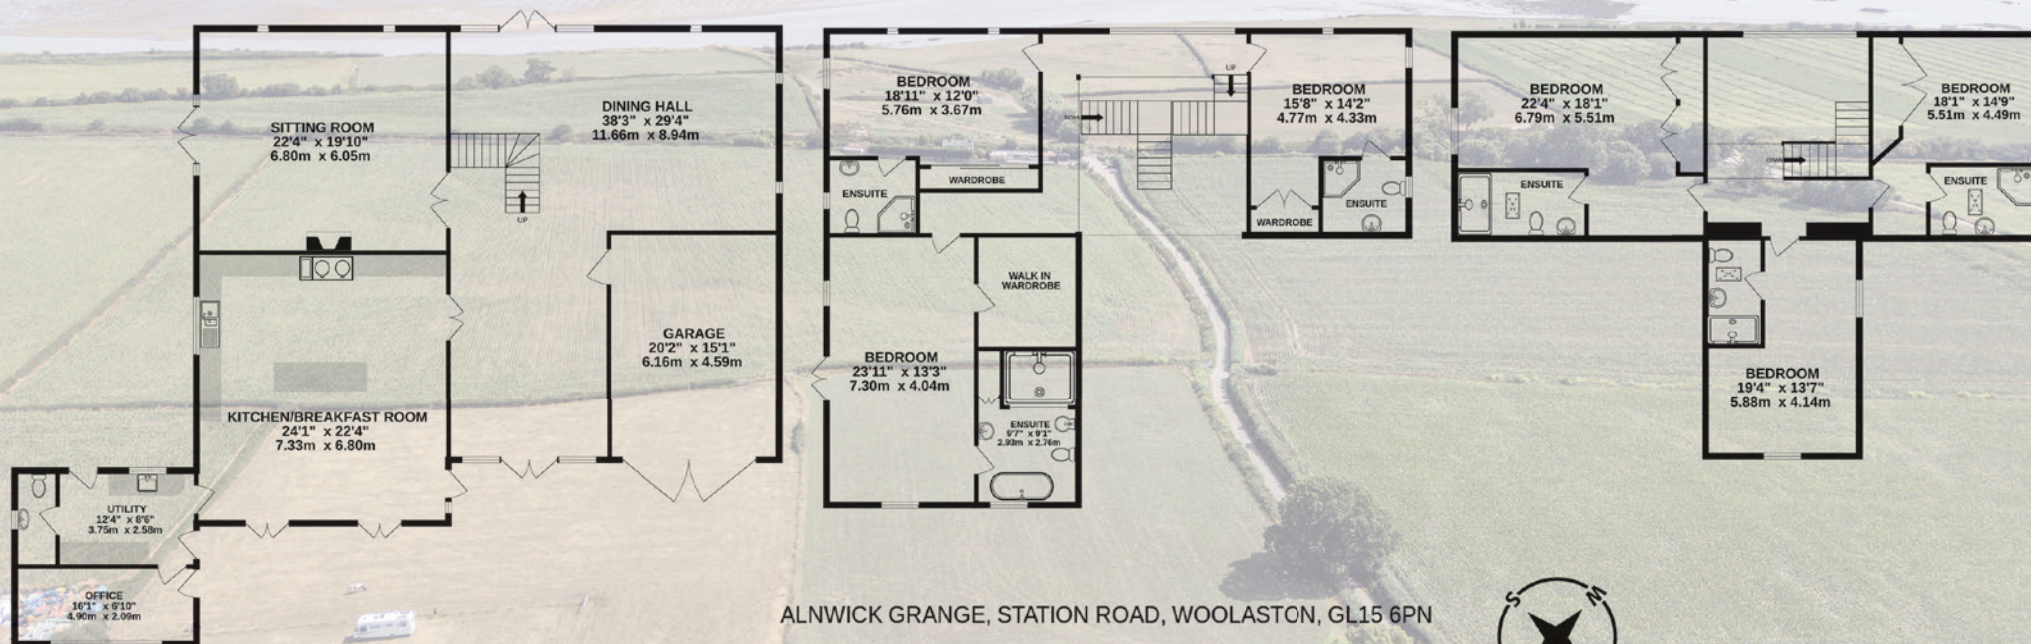 SITTING ROOM
22'4" x 19'10"
6.80m x 6.05m
DINING HALL
38'3" x 29'4"
11.66m x 8.94m
UP
GARAGE
20'2" x 15'1"
6.16m x 4.59m
KITCHEN/BREAKFAST ROOM
24'1" x 22'4"
7.33m x 6.80m
UTILITY
12'4" x 8'6"
3.75m x 2.58m
OFFICE
16'1" x 6'10"
4.90m x 2.09m
BEDROOM
18'11" x 12'0"
5.76m x 3.67m
ENSUITE
WARDROBE
UP
DOWN
BEDROOM
15'8" x 14'2"
4.77m x 4.33m
WARDROBE
ENSUITE
WALK IN
WARDROBE
BEDROOM
23'11" x 13'3"
7.30m x 4.04m
ENSUITE
9'7" x 9'1"
2.93m x 2.76m
BEDROOM
22'4" x 18'1"
6.79m x 5.51m
ENSUITE
DOWN
BEDROOM
18'1" x 14'9"
5.51m x 4.49m
ENSUITE
BEDROOM
19'4" x 13'7"
5.88m x 4.14m
ALNWICK GRANGE, STATION ROAD, WOOLASTON, GL15 6PN
S
W